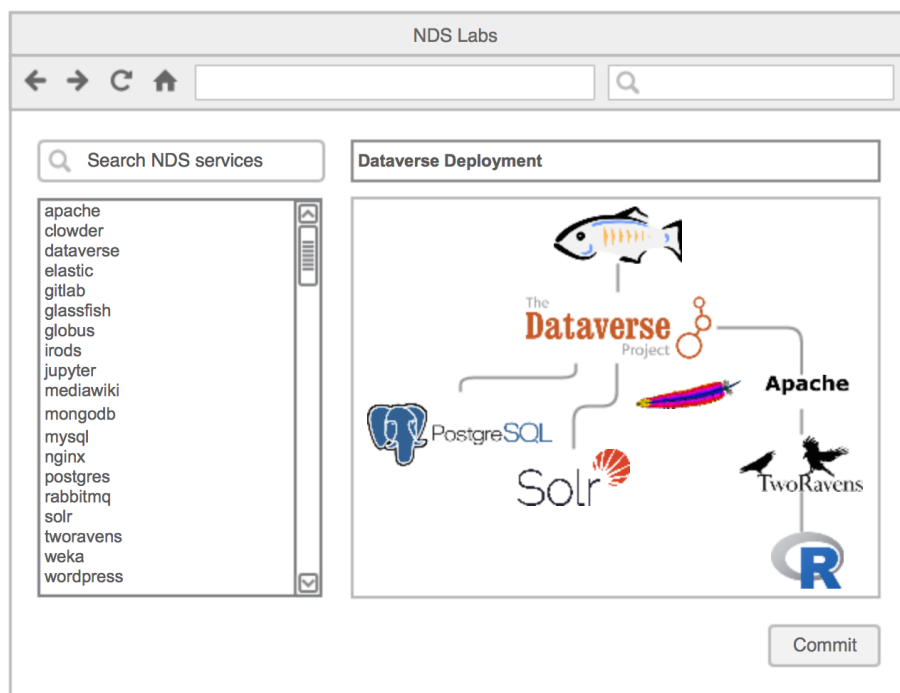 NDS Labs
Search NDS services
Dataverse Deployment
apache
clowder
dataverse
elastic
gitlab
glassfish
globus
irods
jupyter
mediawiki
mongodb
mysql
nginx
postgres
rabbitmq
solr
tworavens
weka
wordpress
The
Dataverse
Project
Apache
PostgreSQL
Solr
TwoRavens
R
Commit